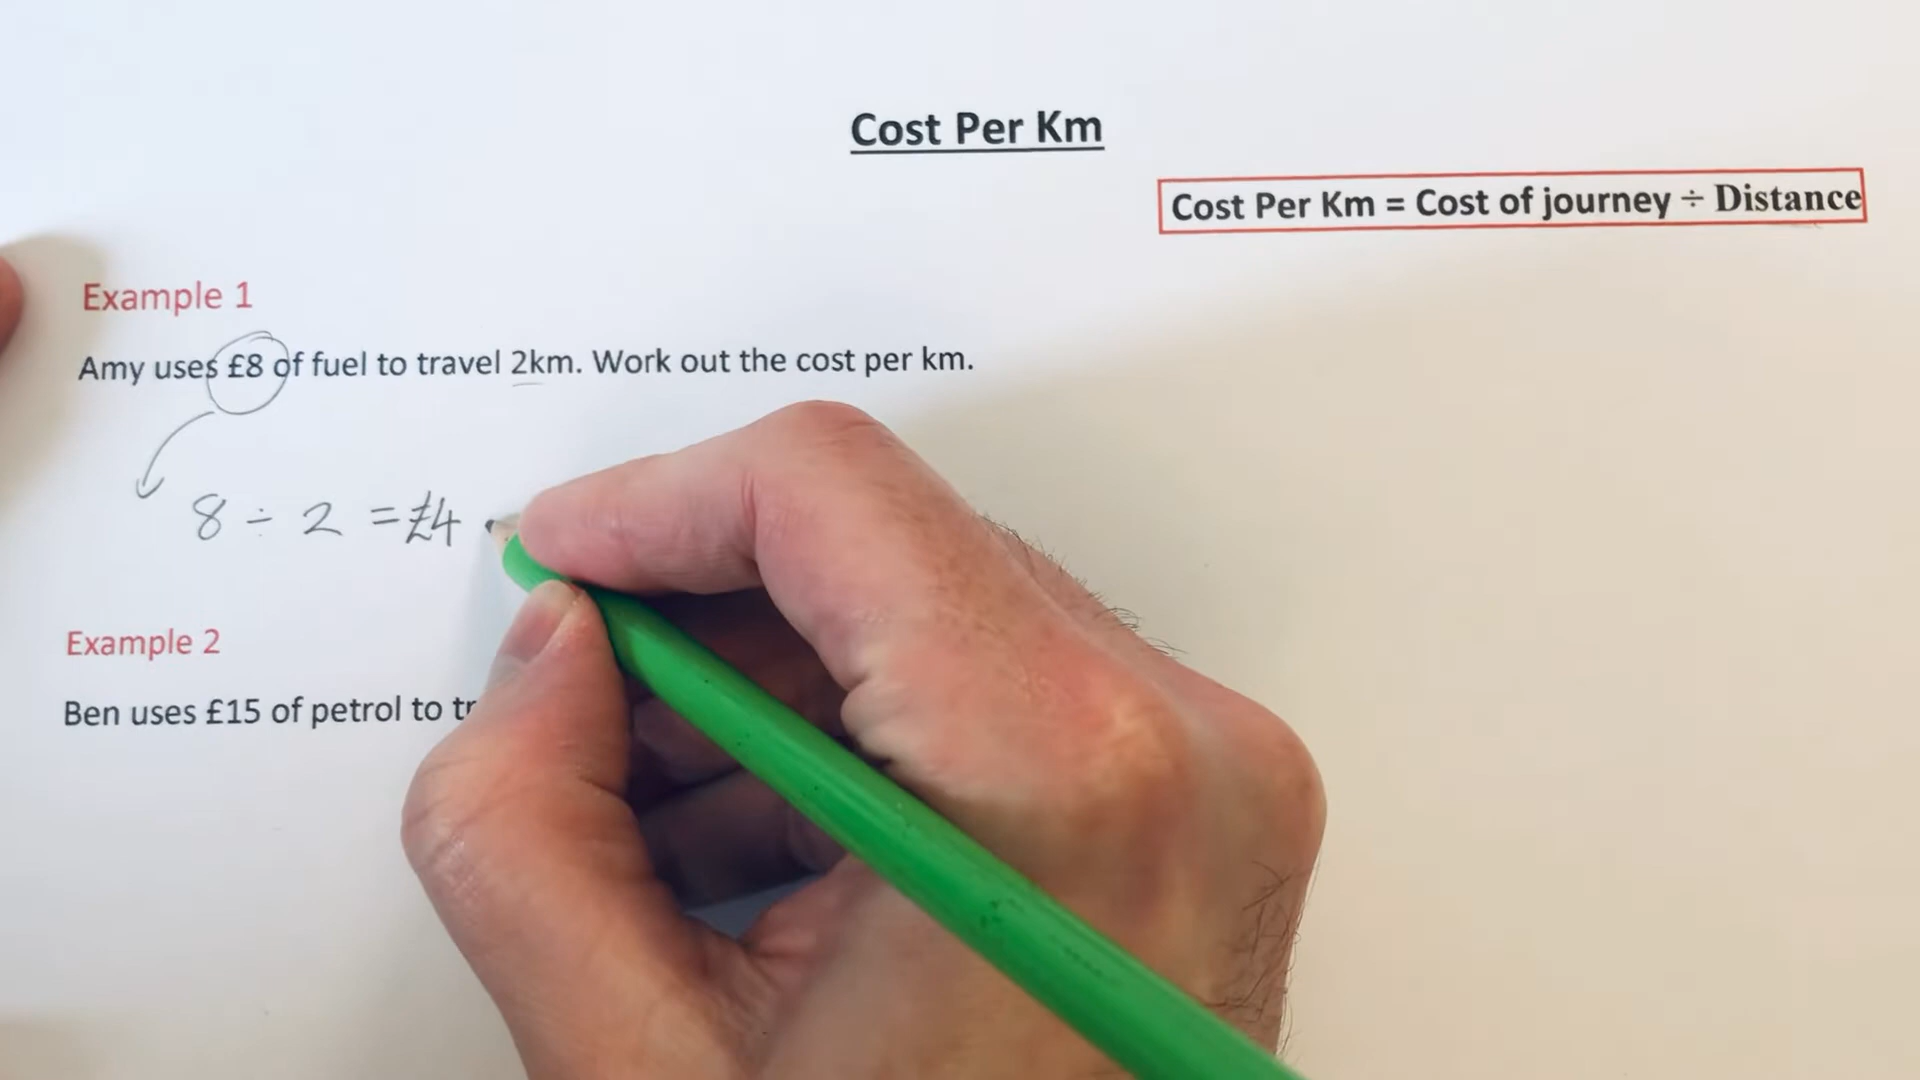 Cost Per Km
Cost Per Km = Cost of journey ÷ Distance
Example 1
Amy uses £8 of fuel to travel 2km. Work out the cost per km.
8 ÷ 2 = £4
Example 2
Ben uses £15 of petrol to